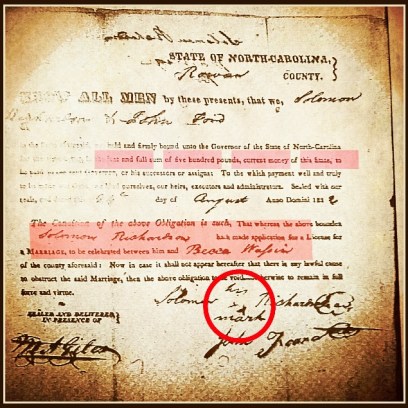 STATE OF NORTH-CAROLINA,
Rowan COUNTY.
KNOW ALL MEN by these presents, that we, Solomon
Richardson & John Ford
held and firmly bound unto the Governor of the State of North-Carolina
just and full sum of five hundred pounds, current money of this State, to
his successors or assigns: To the which payment well and truly
to be made ourselves, our heirs, executors and administrators. Sealed with our
day of August Anno Domini
The Condition of the above Obligation is such, That whereas the above bounden
Solomon Richardson hath made application for a License for
a MARRIAGE, to be celebrated between him and
of the county aforesaid: Now in case it shall not appear hereafter that there is any lawful cause
to obstruct the said Marriage, then the above obligation to be void—otherwise to remain in full
force and virtue.
Solomon his Richardson
x
mark
SEALED AND DELIVERED
IN PRESENCE OF
John